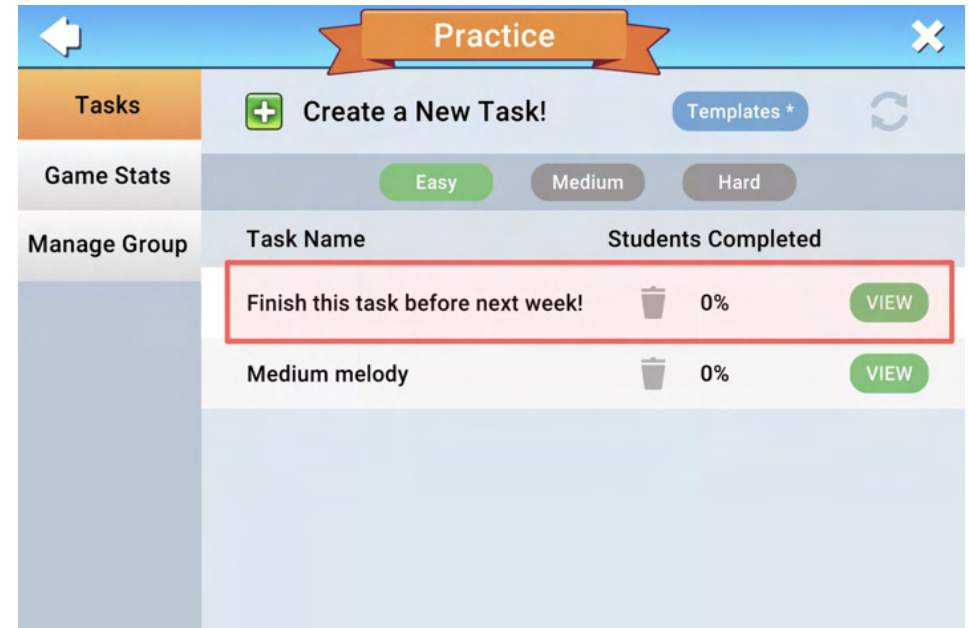 Practice
Tasks
Create a New Task!
Templates *
Game Stats
Easy Medium Hard
Manage Group
Task Name Students Completed
Finish this task before next week! 0% VIEW
Medium melody 0% VIEW